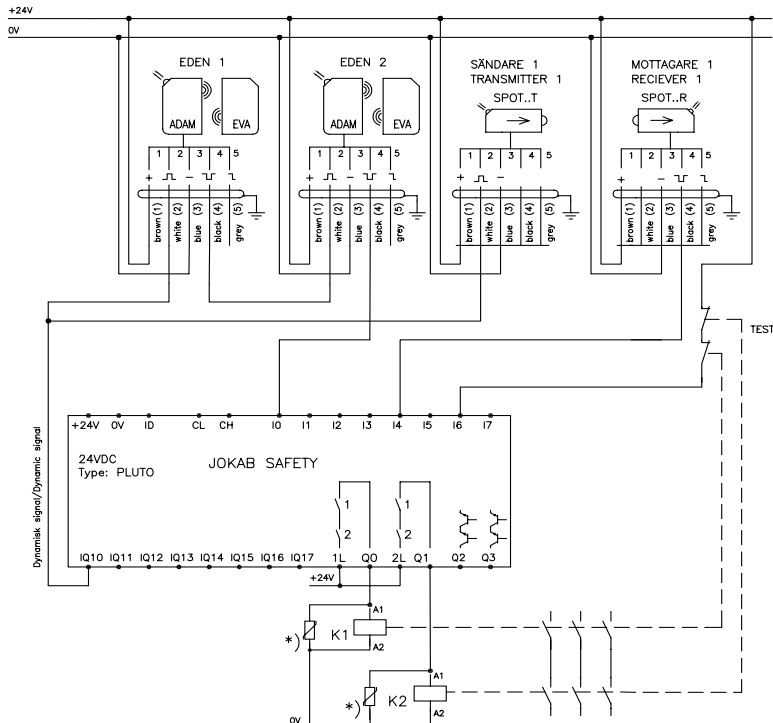 +24V
0V
EDEN 1
EDEN 2
SÄNDARE 1
TRANSMITTER 1
MOTTAGARE 1
RECIEVER 1
SPOT..T
SPOT..R
ADAM
EVA
ADAM
EVA
1 2 3 4 5
1 2 3 4 5
1 2 3 4 5
1 2 3 4 5
+ –
+ –
+ –
+ –
brown (1)
white (2)
blue (3)
black (4)
grey (5)
brown (1)
white (2)
blue (3)
black (4)
grey (5)
brown (1)
white (2)
blue (3)
black (4)
grey (5)
brown (1)
white (2)
blue (3)
black (4)
grey (5)
TEST
Dynamisk signal/Dynamic signal
+24V 0V ID CL CH I0 I1 I2 I3 I4 I5 I6 I7
24VDC
Type: PLUTO
JOKAB SAFETY
1
2
1
2
IQ10 IQ11 IQ12 IQ13 IQ14 IQ15 IQ16 IQ17 1L Q0 2L Q1 Q2 Q3
+24V
A1
*) K1
A2
A1
*) K2
A2
0V